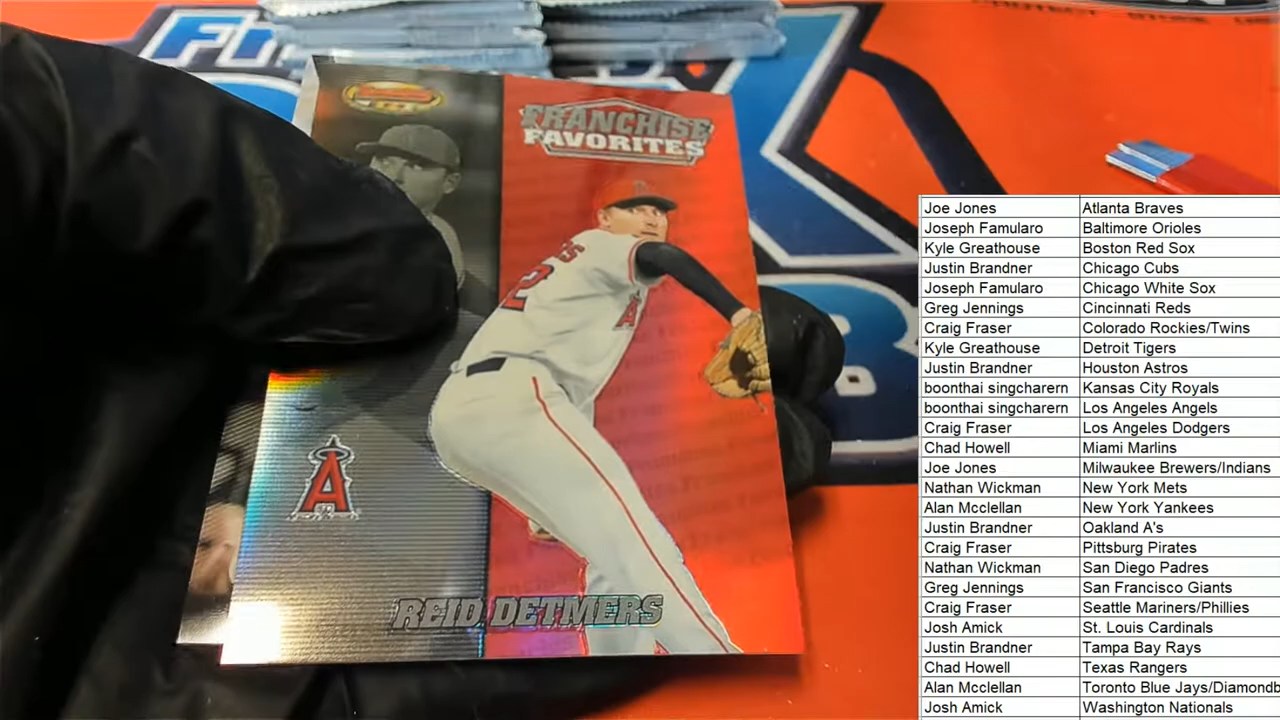 FRANCHISE
FAVORITES
A
REID DETMERS
Joe Jones Atlanta Braves
Joseph Famularo Baltimore Orioles
Kyle Greathouse Boston Red Sox
Justin Brandner Chicago Cubs
Joseph Famularo Chicago White Sox
Greg Jennings Cincinnati Reds
Craig Fraser Colorado Rockies/Twins
Kyle Greathouse Detroit Tigers
Justin Brandner Houston Astros
boonthai singcharern Kansas City Royals
boonthai singcharern Los Angeles Angels
Craig Fraser Los Angeles Dodgers
Chad Howell Miami Marlins
Joe Jones Milwaukee Brewers/Indians
Nathan Wickman New York Mets
Alan Mcclellan New York Yankees
Justin Brandner Oakland A's
Craig Fraser Pittsburg Pirates
Nathan Wickman San Diego Padres
Greg Jennings San Francisco Giants
Craig Fraser Seattle Mariners/Phillies
Josh Amick St. Louis Cardinals
Justin Brandner Tampa Bay Rays
Chad Howell Texas Rangers
Alan Mcclellan Toronto Blue Jays/Diamondb
Josh Amick Washington Nationals